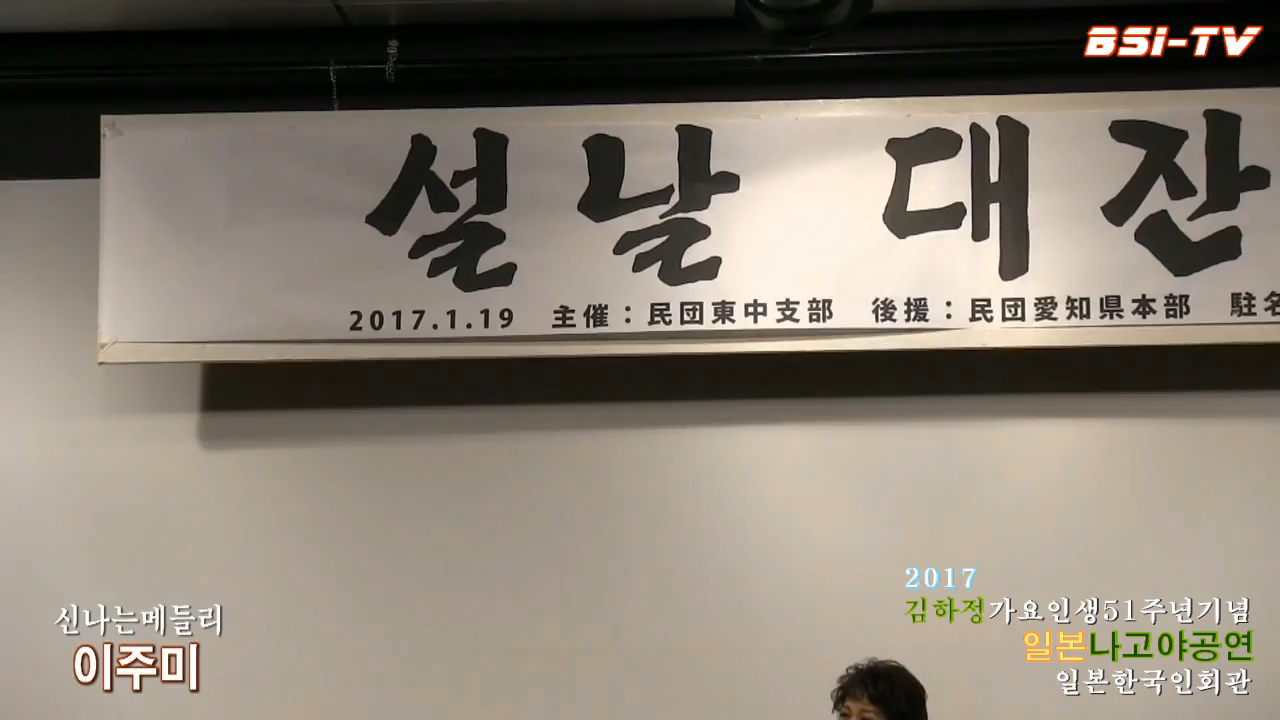 BSi-TV
설날 대잔
2017.1.19 主催：民団東中支部 後援：民団愛知県本部 駐名
2017
김하정가요인생51주년기념
일본나고야공연
일본한국인회관
신나는메들리
이주미